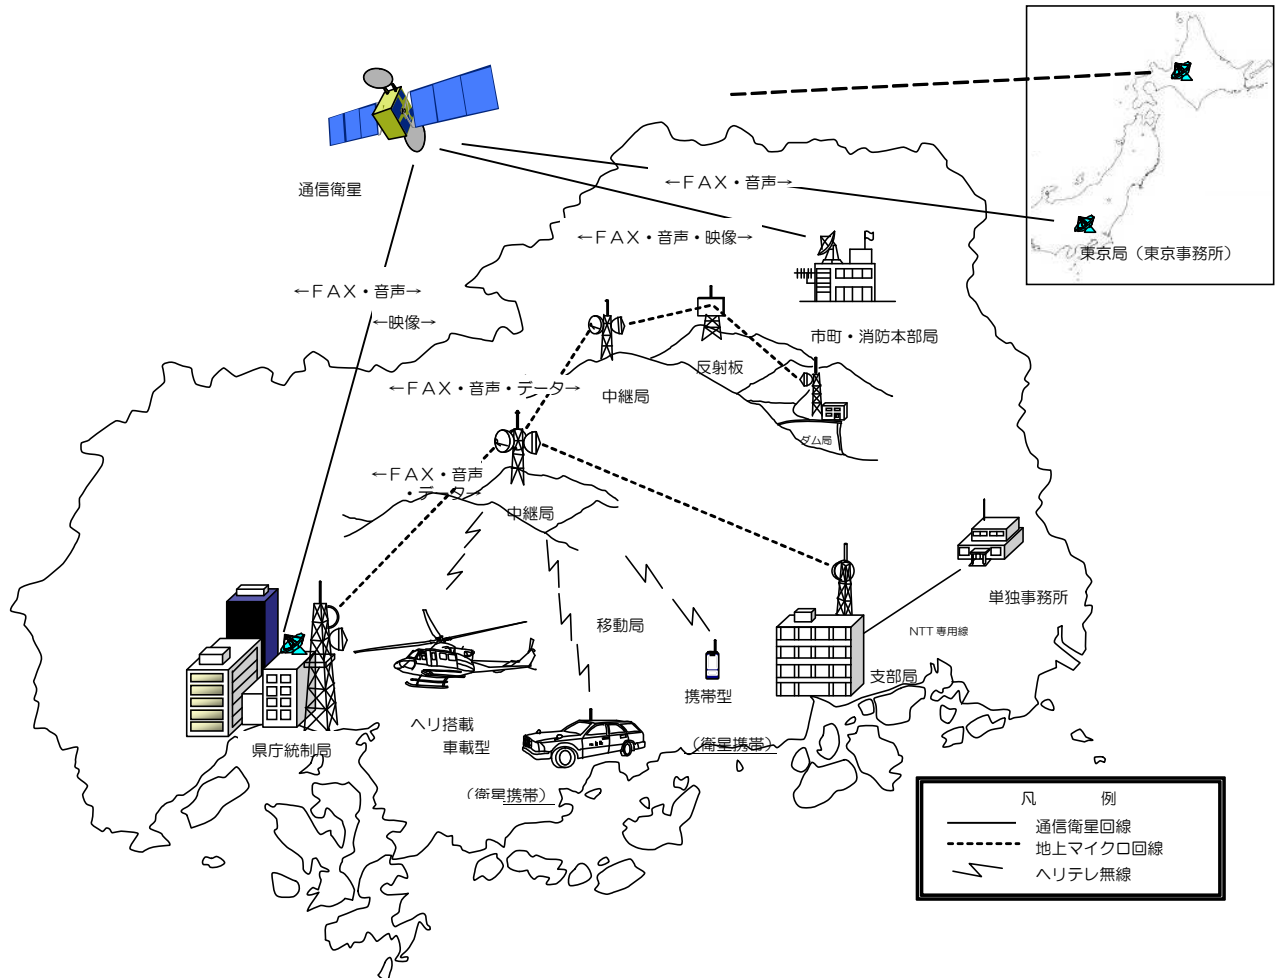 通信衛星
←ＦＡＸ・音声→
←ＦＡＸ・音声・映像→
東京局（東京事務所）
←ＦＡＸ・音声→
←映像→
市町・消防本部局
反射板
←ＦＡＸ・音声・データ→
中継局
ダム局
←ＦＡＸ・音声
・データ→
中継局
単独事務所
移動局
NTT専用線
支部局
携帯型
ヘリ搭載
車載型
（衛星携帯）
県庁統制局
（衛星携帯）
凡　例
通信衛星回線
地上マイクロ回線
ヘリテレ無線